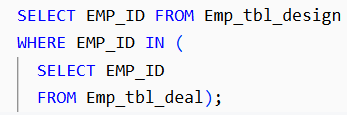 SELECT EMP_ID FROM Emp_tbl_design
WHERE EMP_ID IN (
SELECT EMP_ID
FROM Emp_tbl_deal);